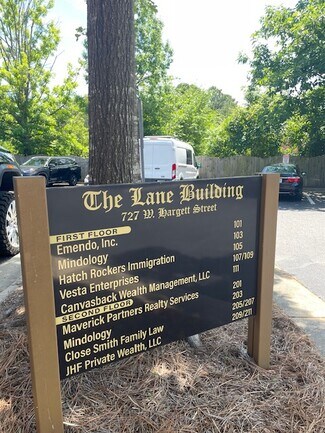 The Lane Building
727 W. Hargett Street
FIRST FLOOR
Emendo, Inc. 101
Mindology 103
Hatch Rockers Immigration 105
Vesta Enterprises 107/109
Canvasback Wealth Management, LLC 111
SECOND FLOOR
Maverick Partners Realty Services 201
Mindology 203
Close Smith Family Law 205/207
JHF Private Wealth, LLC 209/211